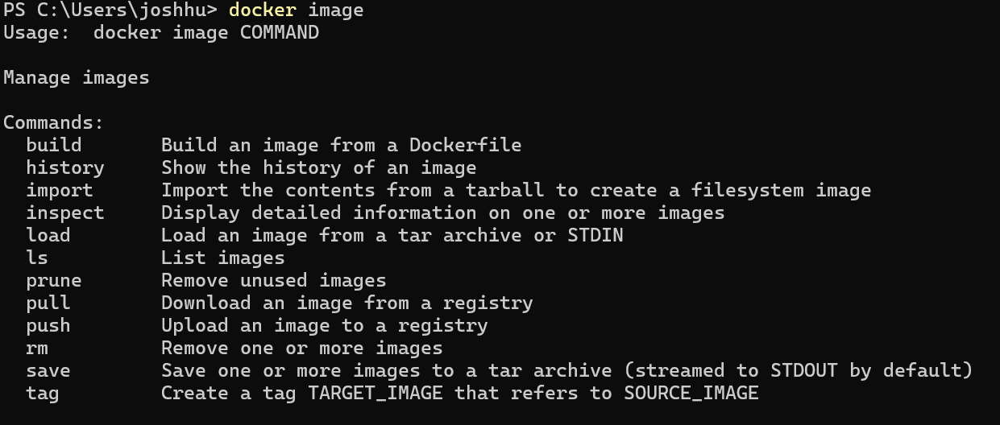 PS C:\Users\joshhu> docker image
Usage:  docker image COMMAND

Manage images

Commands:
  build       Build an image from a Dockerfile
  history     Show the history of an image
  import      Import the contents from a tarball to create a filesystem image
  inspect     Display detailed information on one or more images
  load        Load an image from a tar archive or STDIN
  ls          List images
  prune       Remove unused images
  pull        Download an image from a registry
  push        Upload an image to a registry
  rm          Remove one or more images
  save        Save one or more images to a tar archive (streamed to STDOUT by default)
  tag         Create a tag TARGET_IMAGE that refers to SOURCE_IMAGE